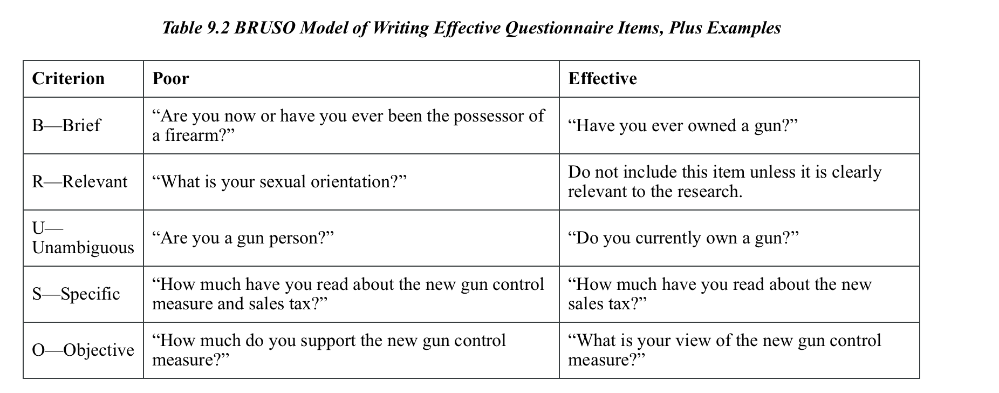 Table 9.2 BRUSO Model of Writing Effective Questionnaire Items, Plus Examples
Criterion
Poor
Effective
B—Brief
“Are you now or have you ever been the possessor of
a firearm?”
“Have you ever owned a gun?”
R—Relevant
“What is your sexual orientation?”
Do not include this item unless it is clearly
relevant to the research.
U—
Unambiguous
“Are you a gun person?”
“Do you currently own a gun?”
S—Specific
“How much have you read about the new gun control
measure and sales tax?”
“How much have you read about the new
sales tax?”
O—Objective
“How much do you support the new gun control
measure?”
“What is your view of the new gun control
measure?”